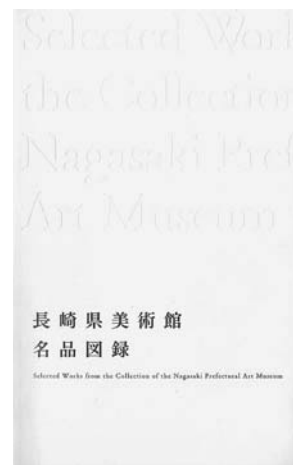 Selected Wor
the Collection
Nagasaki Pref
Art Museum
長崎県美術館
名品図録
Selected Works from the Collection of the Nagasaki Prefectural Art Museum